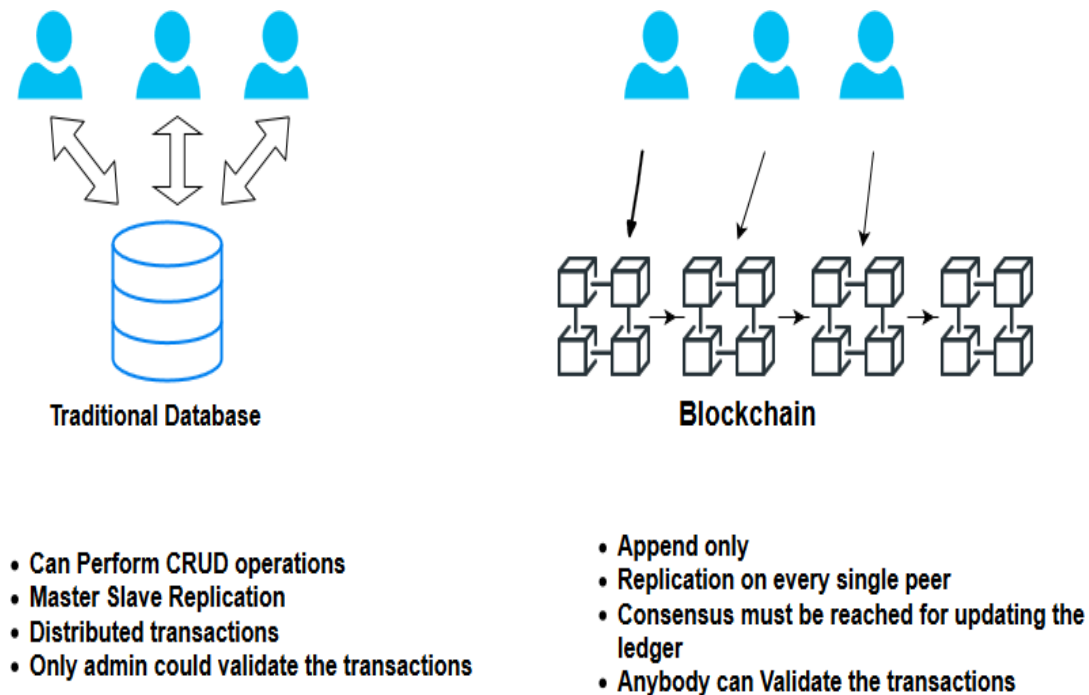 Traditional Database
Blockchain
• Can Perform CRUD operations
• Master Slave Replication
• Distributed transactions
• Only admin could validate the transactions
• Append only
• Replication on every single peer
• Consensus must be reached for updating the
ledger
• Anybody can Validate the transactions